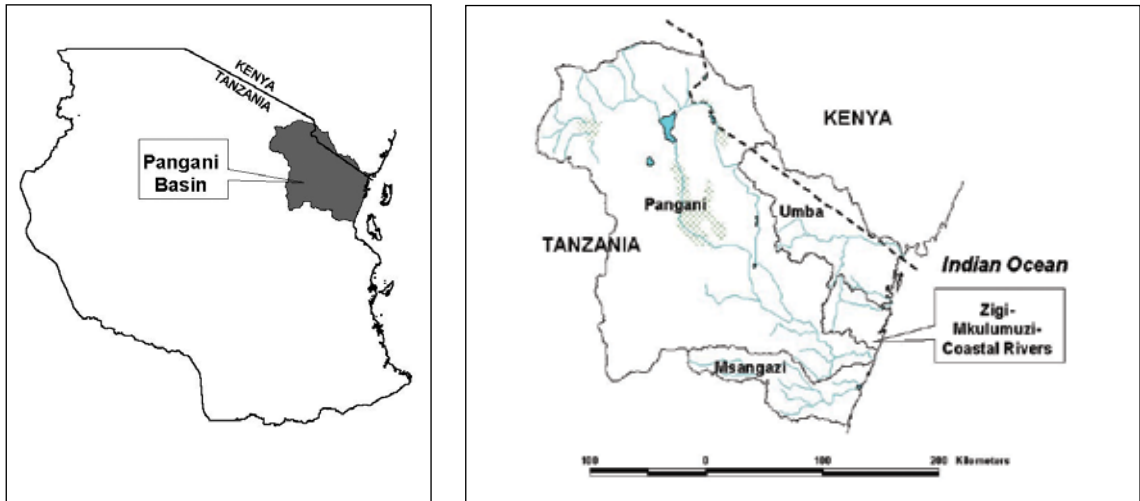 KENYA
TANZANIA
Pangani
Basin
KENYA
Pangani
Umba
TANZANIA
Indian Ocean
Zigi-
Mkulumuzi-
Coastal Rivers
Msangazi
100 0 100 200 Kilometers